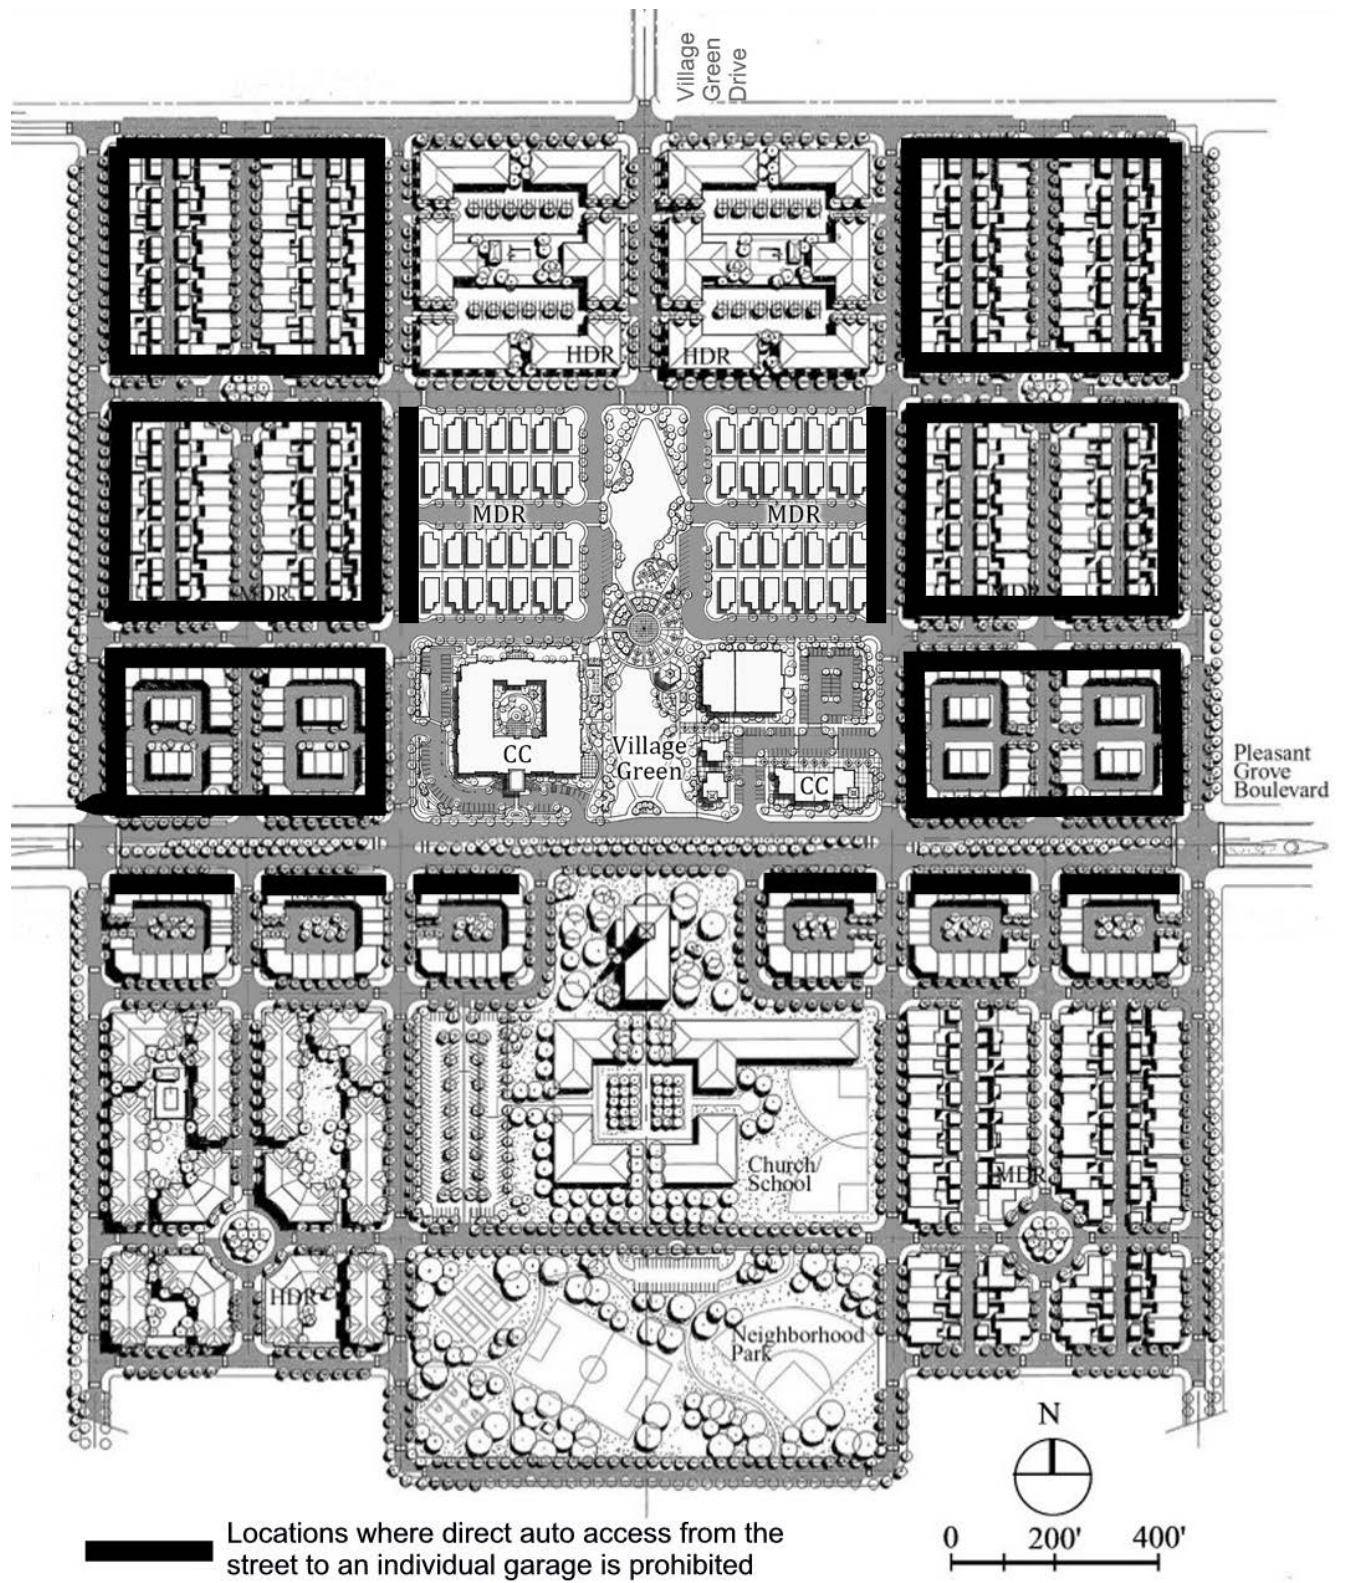 Village
Green
Drive
HDR
HDR
MDR
MDR
MDR
MDR
CC
Village
Green
CC
Pleasant
Grove
Boulevard
Church/
School
MDR
HDR
Neighborhood
Park
N
0 200' 400'
Locations where direct auto access from the
street to an individual garage is prohibited